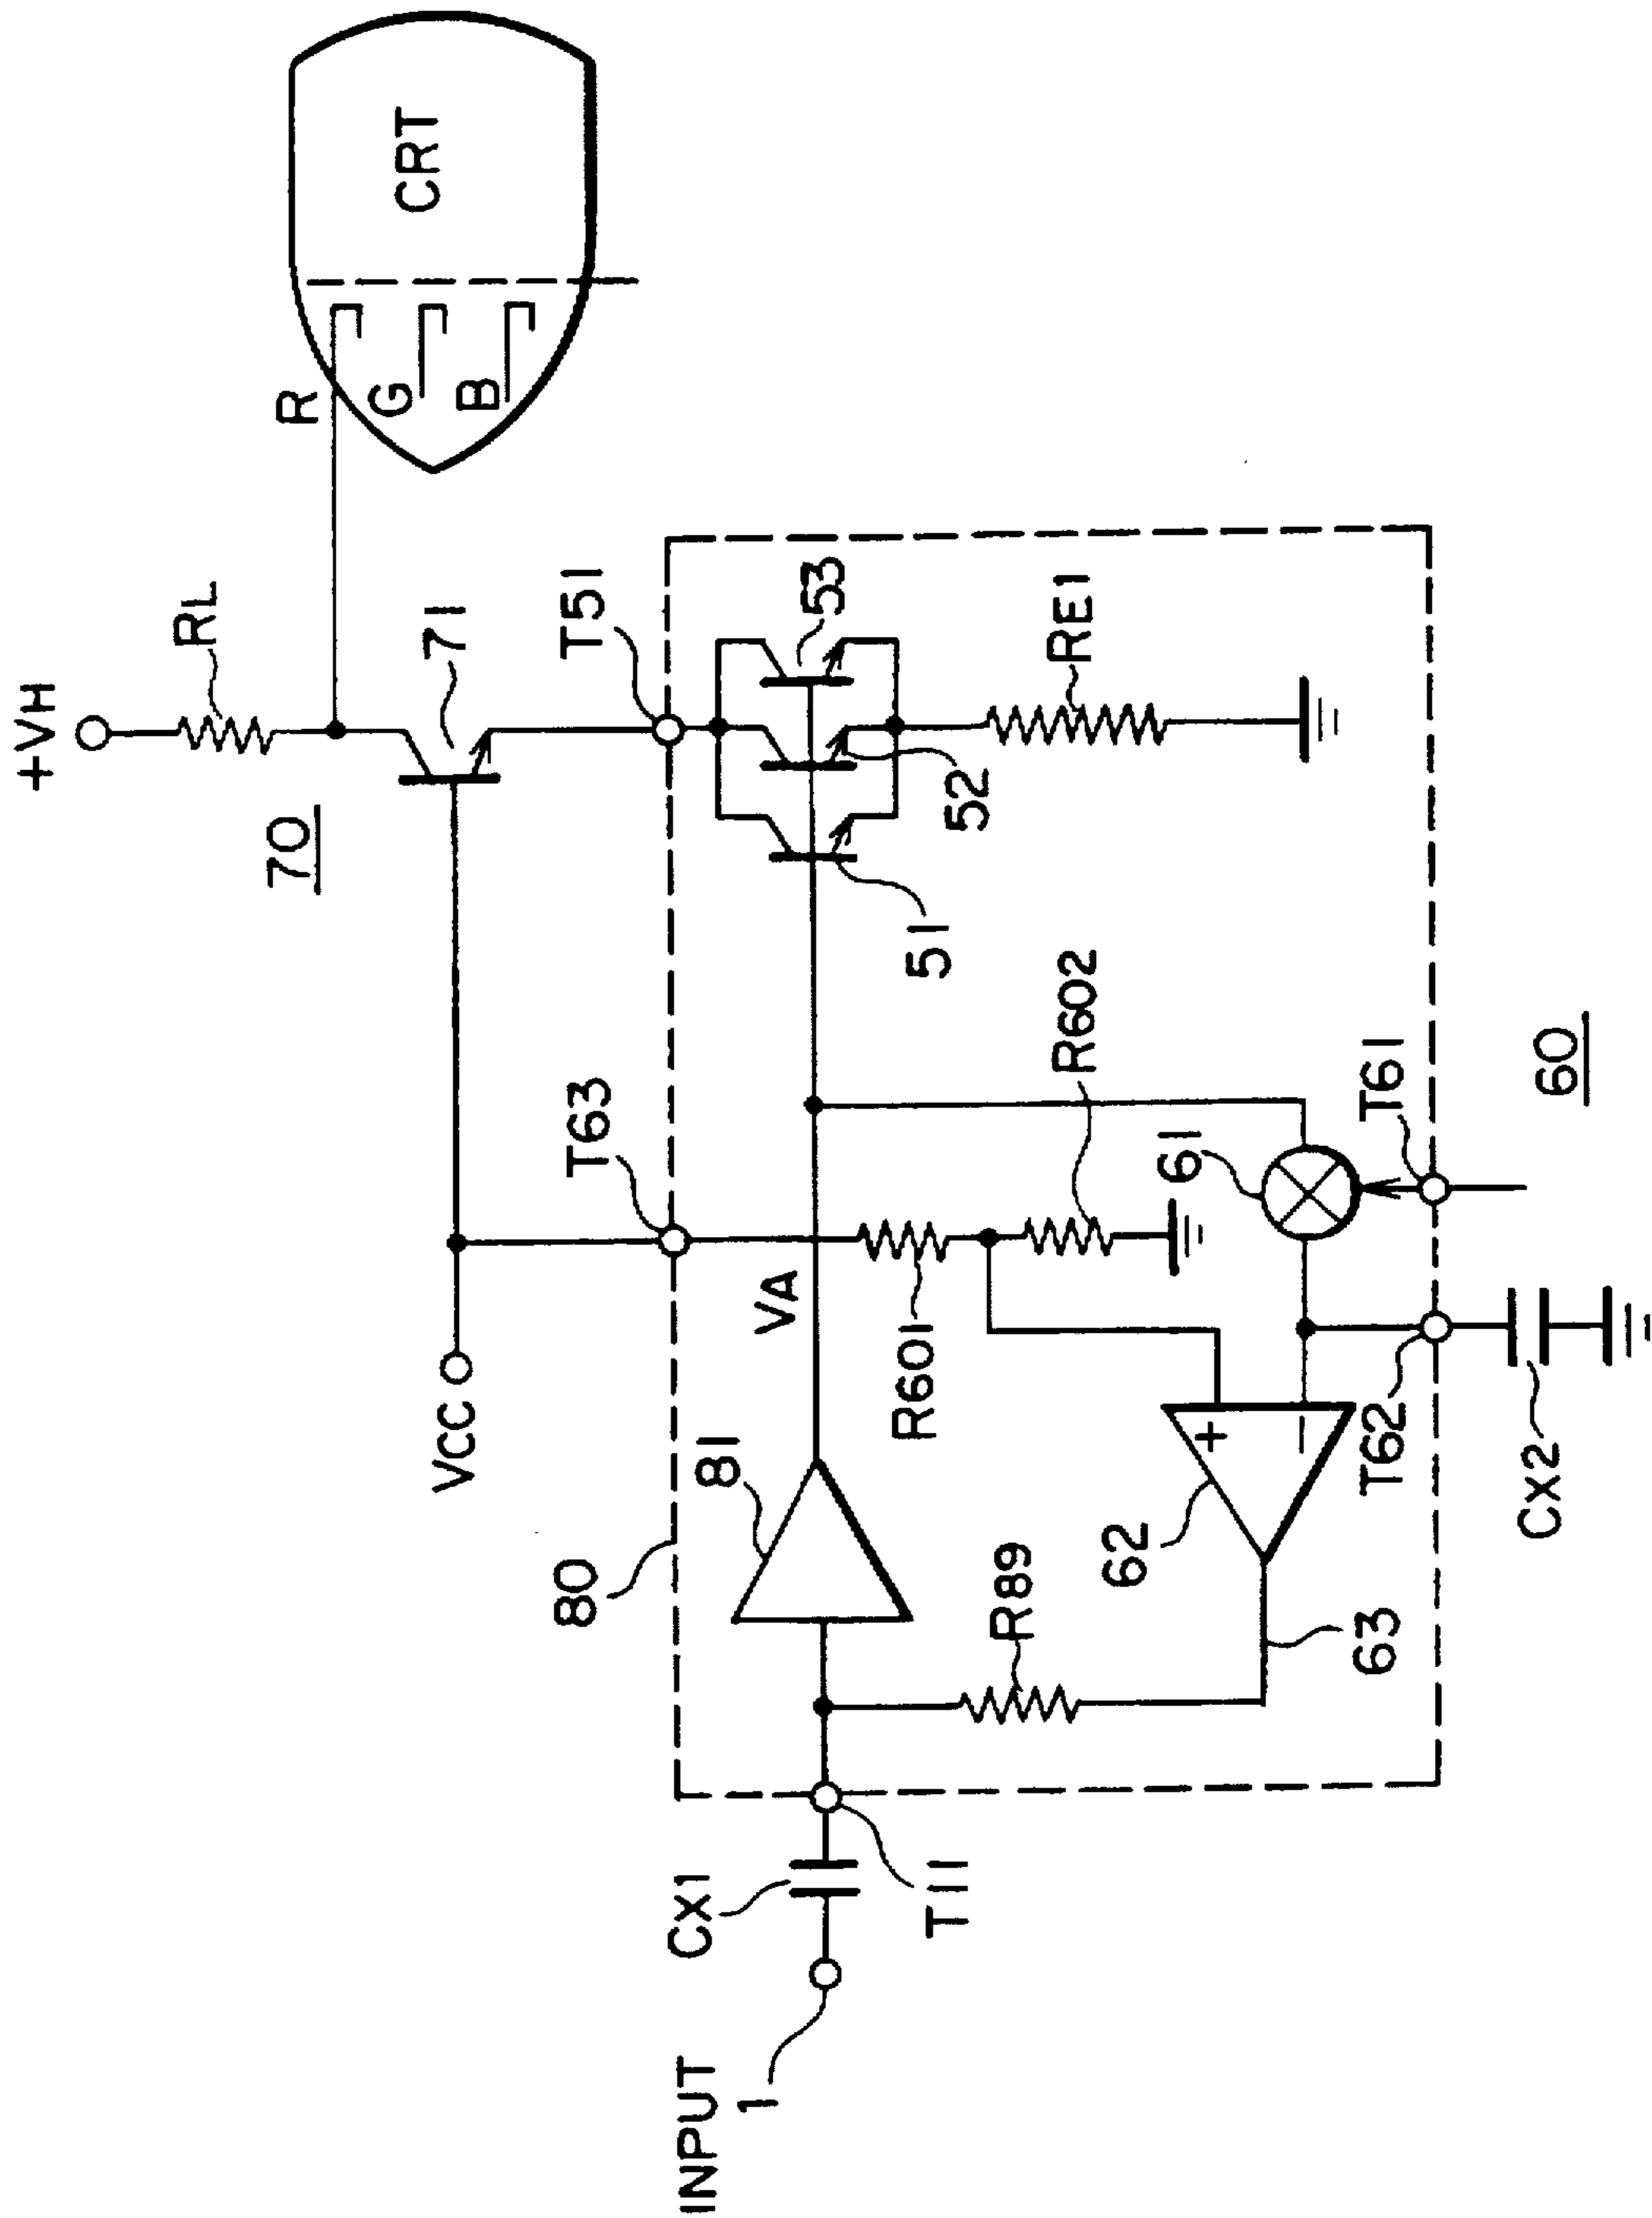 +VH
RL
70
71
R
G
B
CRT
VCC
T63
T51
80
81
VA
53
52
51
RE1
INPUT
1
CX1
T111
R89
R601
R602
62
63
61
T61
T62
CX2
60